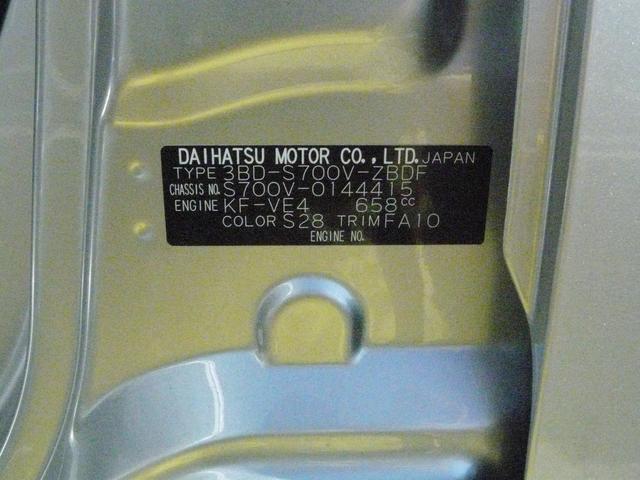 DAIHATSU MOTOR CO., LTD. JAPAN
TYPE 3BD-S700V-ZBDF
CHASSIS NO. S700V-0144415
ENGINE KF-VE4 658cc
COLOR S28 TRIM FA10
ENGINE NO.